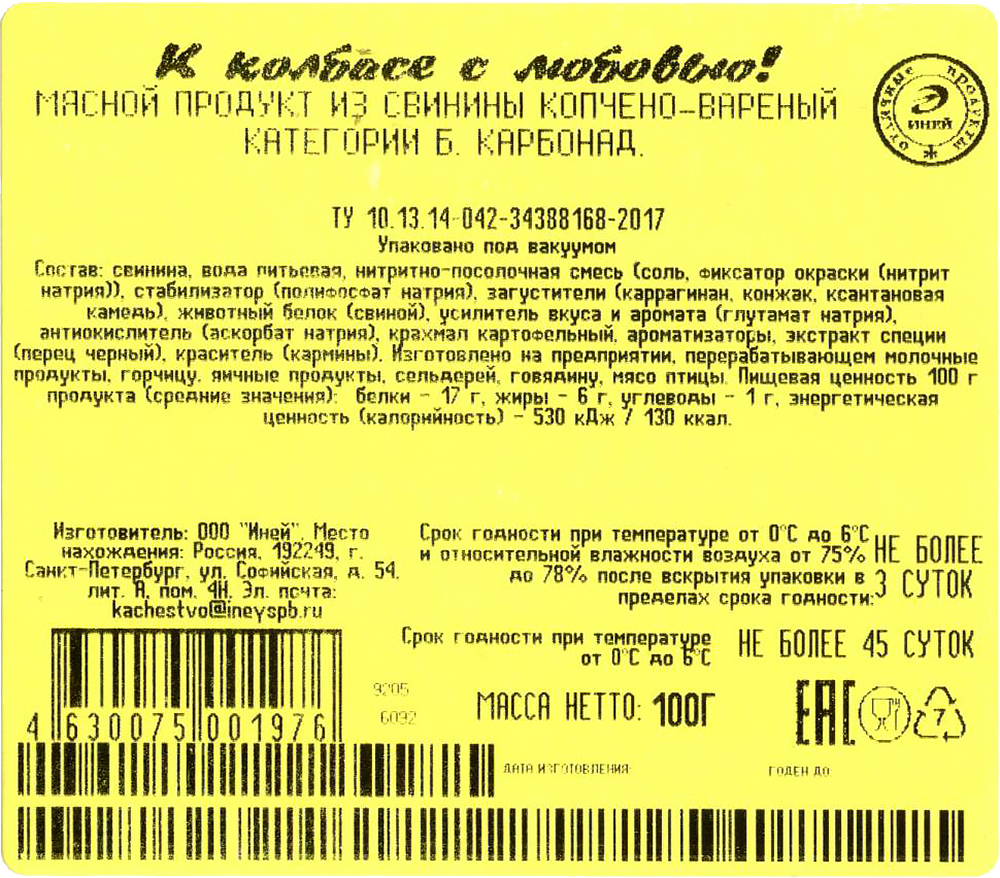 К колбасе с любовью!
МЯСНОЙ ПРОДУКТ ИЗ СВИНИНЫ КОПЧЕНО-ВАРЕНЫЙ
КАТЕГОРИИ Б. КАРБОНАД.
ОТЛИЧНЫЕ ПРОДУКТЫ
ИНЕЙ
ТУ 10.13.14-042-34388168-2017
Упаковано под вакуумом
Состав: свинина, вода питьевая, нитритно-посолочная смесь (соль, фиксатор окраски (нитрит
натрия)), стабилизатор (полифосфат натрия), загустители (каррагинан, конжак, ксантановая
камедь), животный белок (свиной), усилитель вкуса и аромата (глутамат натрия),
антиокислитель (аскорбат натрия), крахмал картофельный, ароматизаторы, экстракт специи
(перец черный), краситель (кармины). Изготовлено на предприятии, перерабатывающем молочные
продукты, горчицу, яичные продукты, сельдерей, говядину, мясо птицы. Пищевая ценность 100 г
продукта (средние значения): белки - 17 г, жиры - 6 г, углеводы - 1 г, энергетическая
ценность (калорийность) - 530 кДж / 130 ккал.
Изготовитель: ООО "Иней". Место
нахождения: Россия, 192249, г.
Санкт-Петербург, ул. Софийская, д. 54,
лит. Я, пом. 4Н. Эл. почта:
kachestvo@ineyspb.ru
Срок годности при температуре от 0°С до 6°С
и относительной влажности воздуха от 75%
до 78% после вскрытия упаковки в
пределах срока годности:
НЕ БОЛЕЕ
3 СУТОК
Срок годности при температуре
от 0°С до 6°С
НЕ БОЛЕЕ 45 СУТОК
9205
6092
МАССА НЕТТО: 100Г
EAC
7
4 630075 001976
ДАТА ИЗГОТОВЛЕНИЯ:
ГОДЕН ДО: